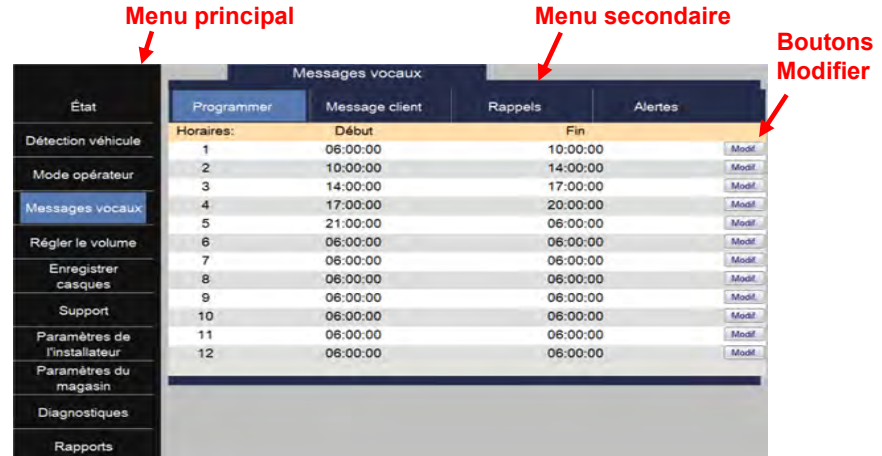 Menu principal
Menu secondaire
Boutons
Modifier
Messages vocaux
État
Détection véhicule
Mode opérateur
Messages vocaux
Régler le volume
Enregistrer
casques
Support
Paramètres de
l'installateur
Paramètres du
magasin
Diagnostiques
Rapports
Programmer Message client Rappels Alertes
Horaires: Début Fin
1 06:00:00 10:00:00 Modif.
2 10:00:00 14:00:00 Modif.
3 14:00:00 17:00:00 Modif.
4 17:00:00 20:00:00 Modif.
5 21:00:00 06:00:00 Modif.
6 06:00:00 06:00:00 Modif.
7 06:00:00 06:00:00 Modif.
8 06:00:00 06:00:00 Modif.
9 06:00:00 06:00:00 Modif.
10 06:00:00 06:00:00 Modif.
11 06:00:00 06:00:00 Modif.
12 06:00:00 06:00:00 Modif.